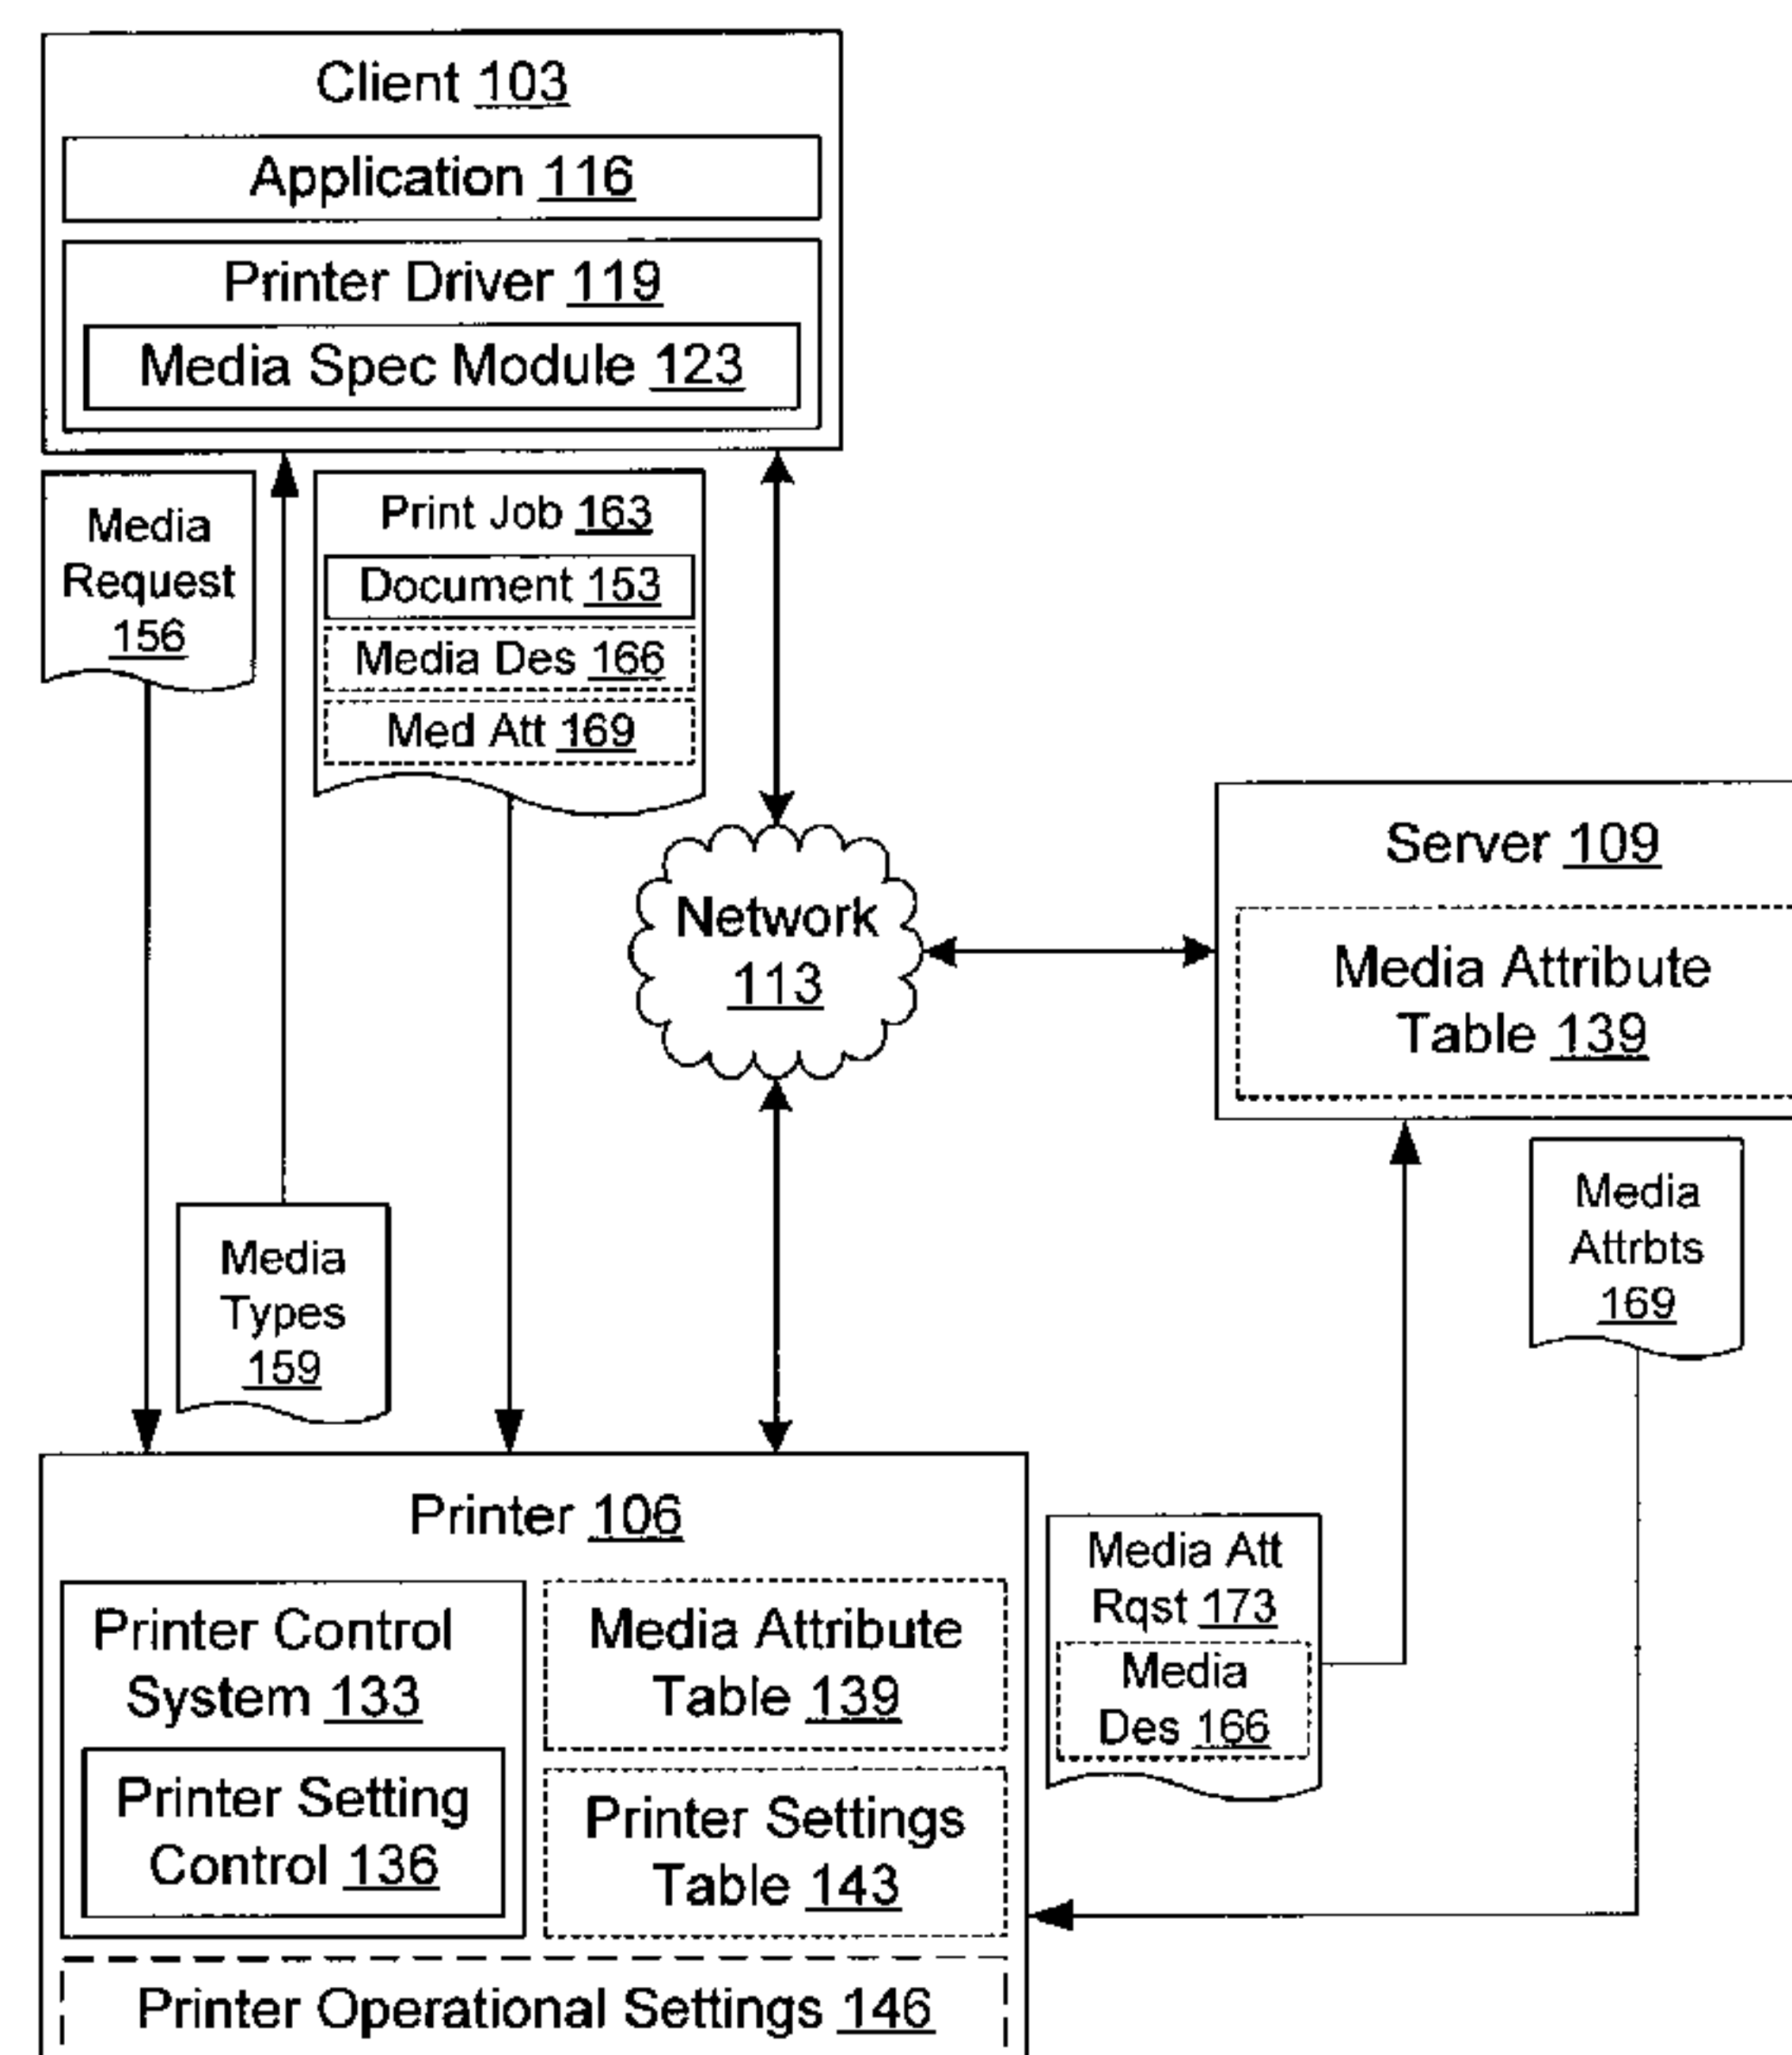 Client 103
Application 116
Printer Driver 119
Media Spec Module 123
Media
Request
156
Print Job 163
Document 153
Media Des 166
Med Att 169
Network
113
Server 109
Media Attribute
Table 139
Media
Types
159
Media
Attrbts
169
Printer 106
Printer Control
System 133
Printer Setting
Control 136
Media Attribute
Table 139
Printer Settings
Table 143
Media Att
Rqst 173
Media
Des 166
Printer Operational Settings 146